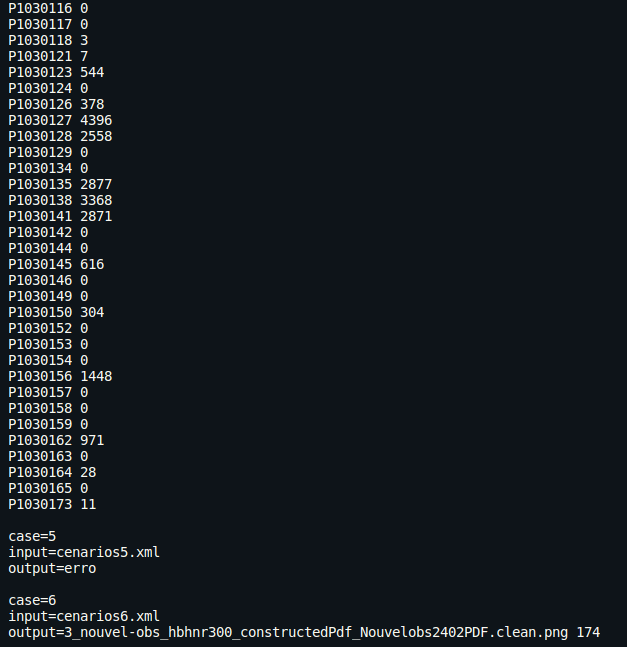 P1030116 0
P1030117 0
P1030118 3
P1030121 7
P1030123 544
P1030124 0
P1030126 378
P1030127 4396
P1030128 2558
P1030129 0
P1030134 0
P1030135 2877
P1030138 3368
P1030141 2871
P1030142 0
P1030144 0
P1030145 616
P1030146 0
P1030149 0
P1030150 304
P1030152 0
P1030153 0
P1030154 0
P1030156 1448
P1030157 0
P1030158 0
P1030159 0
P1030162 971
P1030163 0
P1030164 28
P1030165 0
P1030173 11
case=5
input=cenarios5.xml
output=erro
case=6
input=cenarios6.xml
output=3_nouvel-obs_hbhnr300_constructedPdf_Nouvelobs2402PDF.clean.png 174